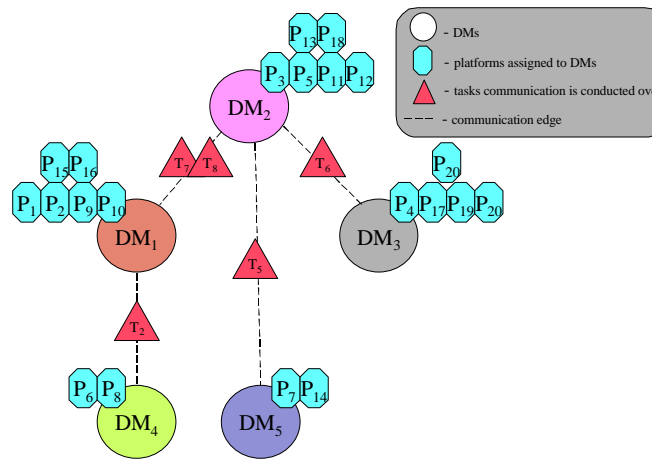 P13 P18
P3 P5 P11 P12
DM2
- DMs
- platforms assigned to DMs
- tasks communication is conducted ove
- communication edge
T7 T8
T6
P15 P16
P1 P2 P9 P10
DM1
P20
P4 P17 P19 P20
DM3
T5
T2
P6 P8
DM4
P7 P14
DM5